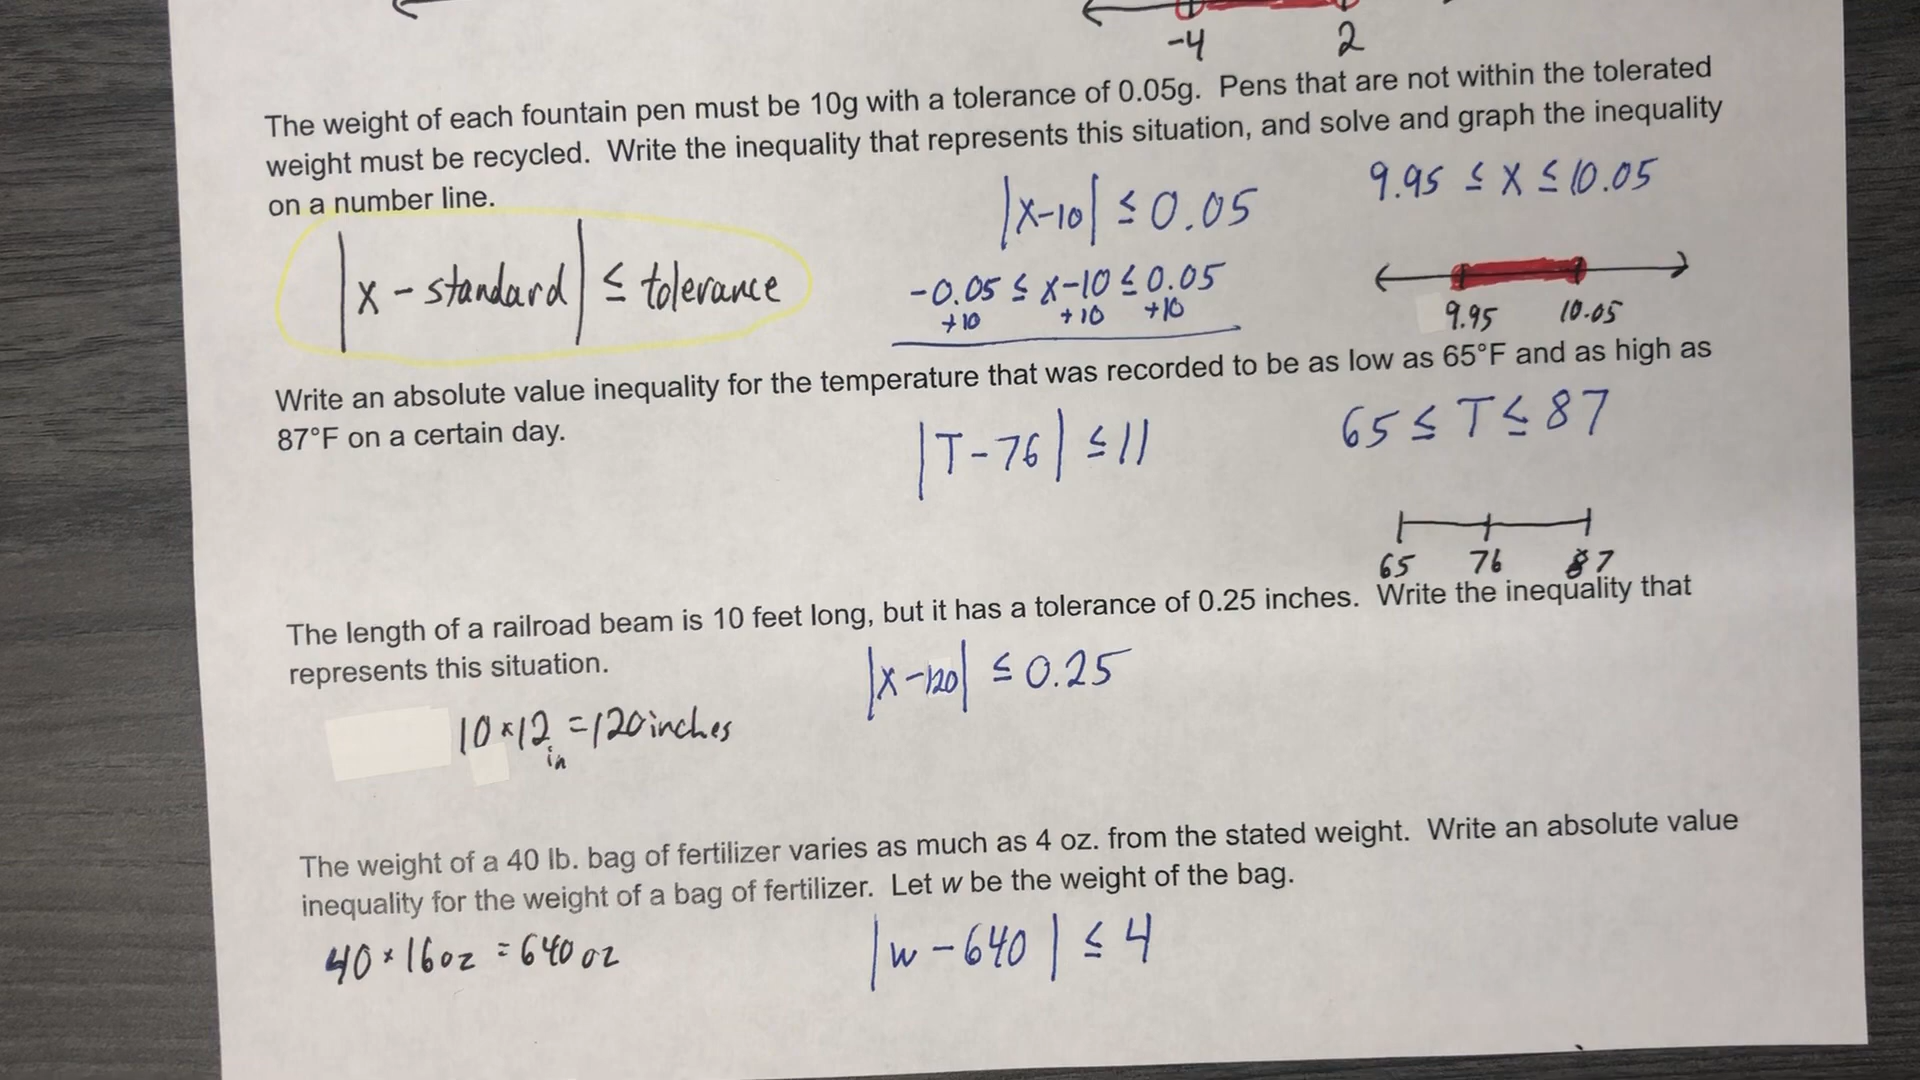 -4 2
The weight of each fountain pen must be 10g with a tolerance of 0.05g. Pens that are not within the tolerated
weight must be recycled. Write the inequality that represents this situation, and solve and graph the inequality
on a number line.
|x-10| ≤ 0.05
9.95 ≤ x ≤ 10.05
|x - standard| ≤ tolerance
-0.05 ≤ x-10 ≤ 0.05
+10 +10 +10
9.95 10.05
Write an absolute value inequality for the temperature that was recorded to be as low as 65°F and as high as
87°F on a certain day.
|T-76| ≤ 11
65 ≤ T ≤ 87
65 76 87
The length of a railroad beam is 10 feet long, but it has a tolerance of 0.25 inches. Write the inequality that
represents this situation.
|x-120| ≤ 0.25
10 × 12 = 120 inches
in
The weight of a 40 lb. bag of fertilizer varies as much as 4 oz. from the stated weight. Write an absolute value
inequality for the weight of a bag of fertilizer. Let w be the weight of the bag.
40 × 16 oz = 640 oz
|w - 640| ≤ 4